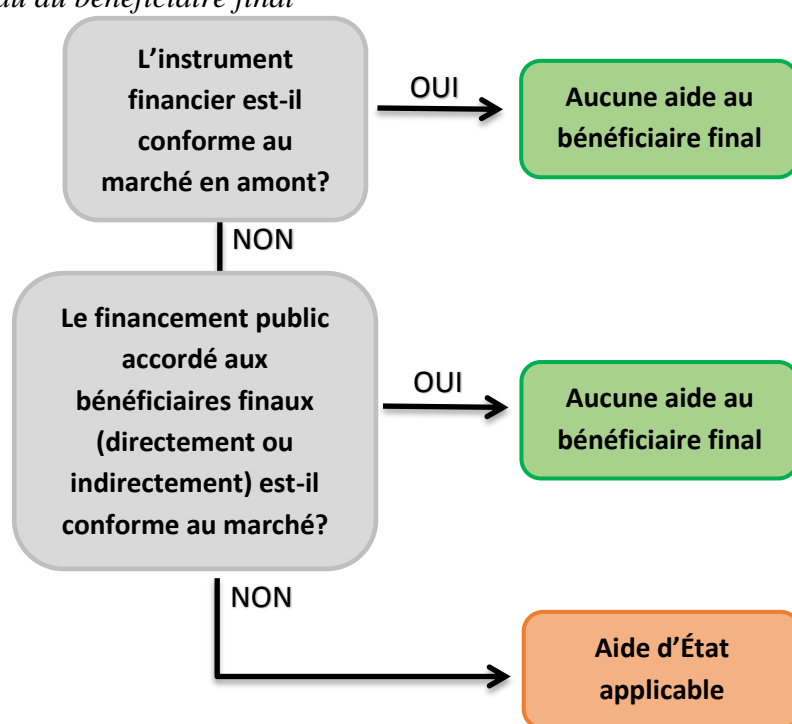 au du bénéficiaire final
L’instrument
financier est-il
conforme au
marché en amont?
OUI
Aucune aide au
bénéficiaire final
NON
Le financement public
accordé aux
bénéficiaires finaux
(directement ou
indirectement) est-il
conforme au marché?
OUI
Aucune aide au
bénéficiaire final
NON
Aide d’État
applicable